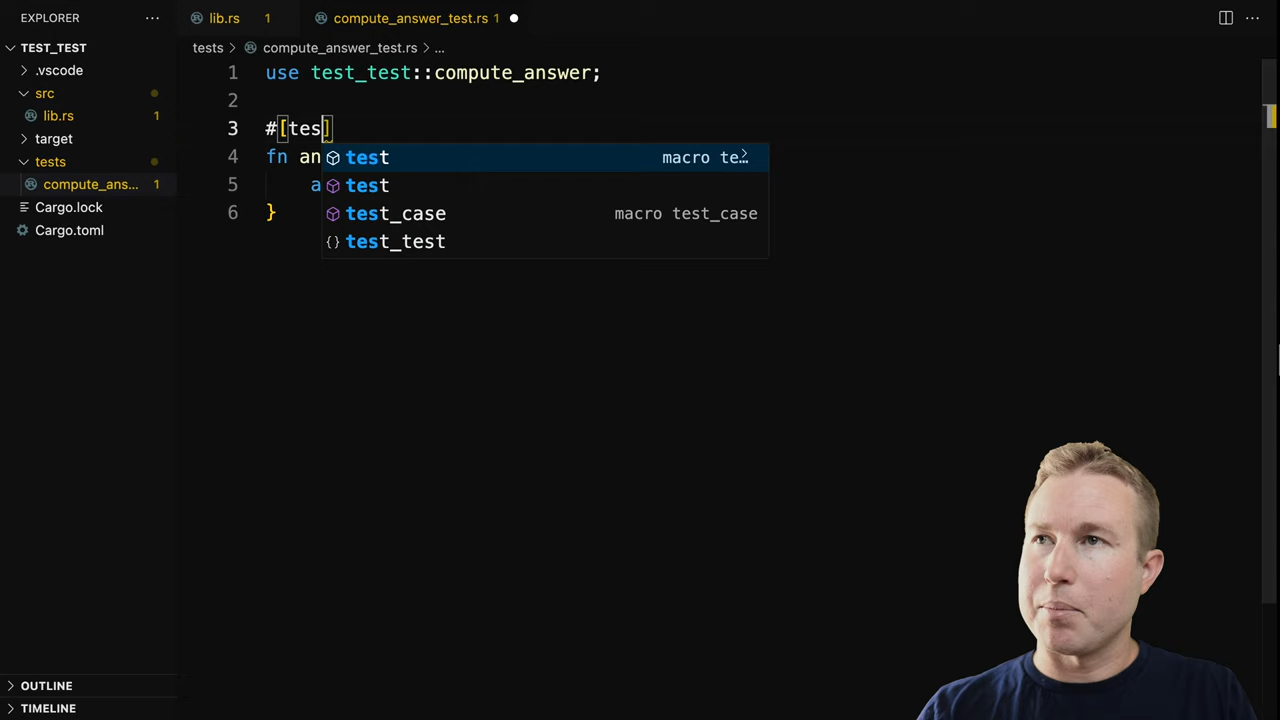 EXPLORER
lib.rs 1
compute_answer_test.rs 1
TEST_TEST
tests > compute_answer_test.rs > ...
.vscode
src
lib.rs 1
target
tests
compute_ans... 1
Cargo.lock
Cargo.toml
1 use test_test::compute_answer;
2
3 #[tes]
4 fn an
5 a
6 }
test macro te...
test
test_case macro test_case
test_test
OUTLINE
TIMELINE